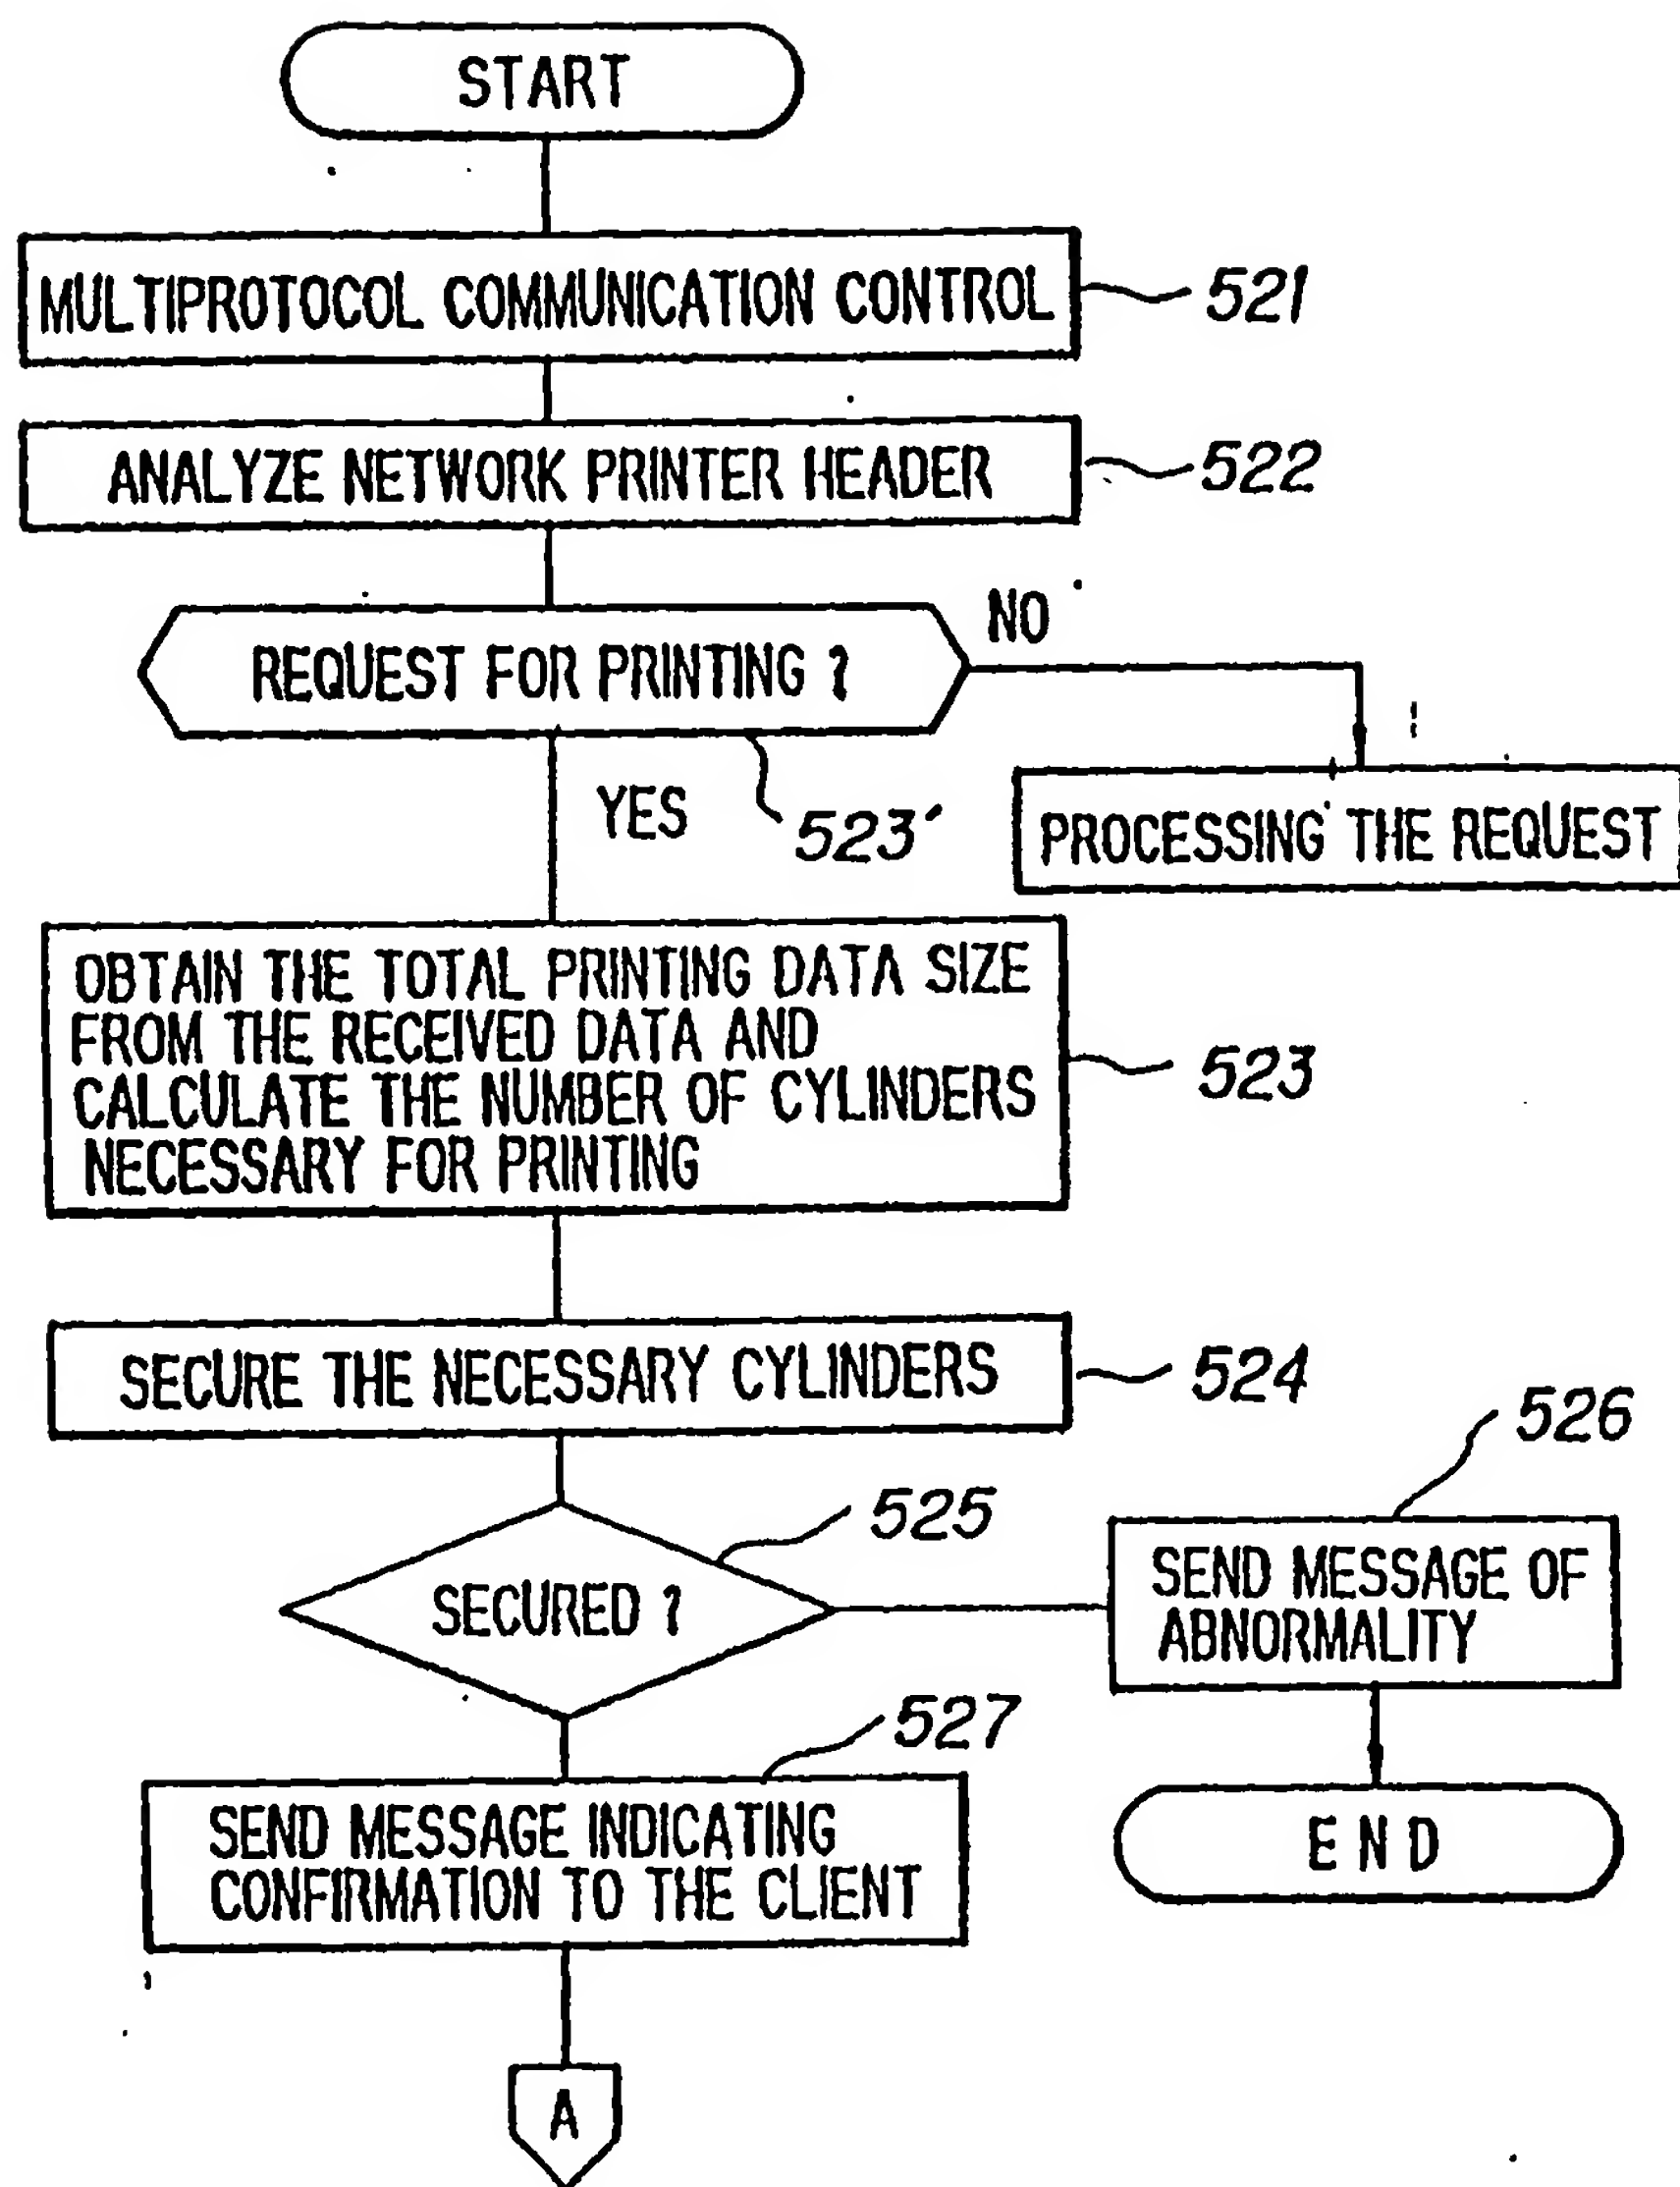 START
MULTIPROTOCOL COMMUNICATION CONTROL
521
ANALYZE NETWORK PRINTER HEADER
522
REQUEST FOR PRINTING ?
NO
YES
523'
PROCESSING THE REQUEST
OBTAIN THE TOTAL PRINTING DATA SIZE
FROM THE RECEIVED DATA AND
CALCULATE THE NUMBER OF CYLINDERS
NECESSARY FOR PRINTING
523
SECURE THE NECESSARY CYLINDERS
524
SECURED ?
525
526
SEND MESSAGE OF
ABNORMALITY
527
SEND MESSAGE INDICATING
CONFIRMATION TO THE CLIENT
END
A